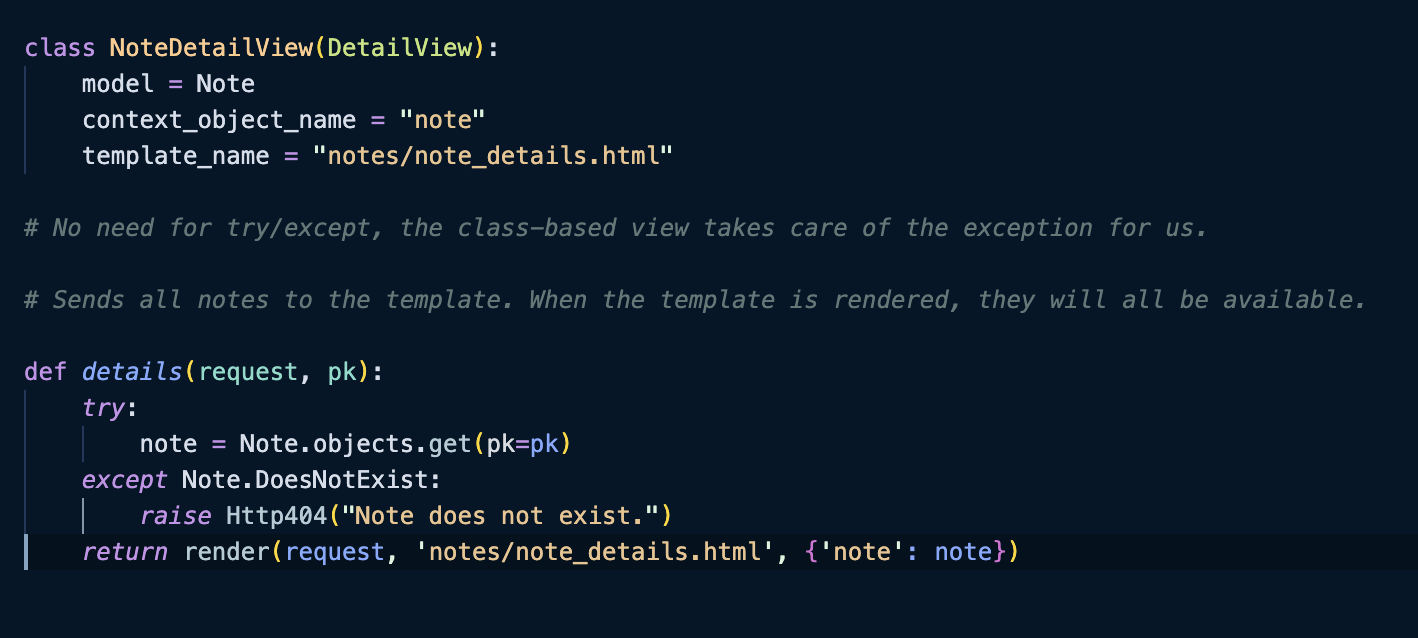 class NoteDetailView(DetailView):
    model = Note
    context_object_name = "note"
    template_name = "notes/note_details.html"
# No need for try/except, the class-based view takes care of the exception for us.
# Sends all notes to the template. When the template is rendered, they will all be available.
def details(request, pk):
    try:
        note = Note.objects.get(pk=pk)
    except Note.DoesNotExist:
        raise Http404("Note does not exist.")
    return render(request, 'notes/note_details.html', {'note': note})